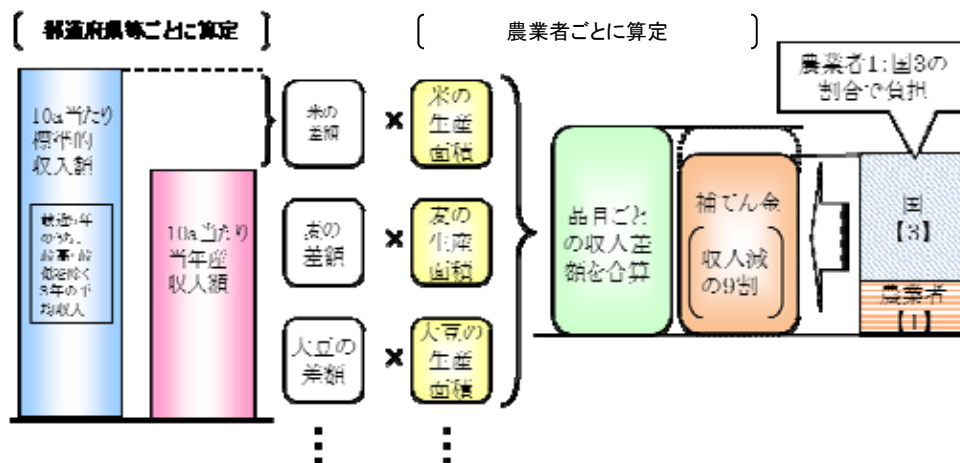 都道府県等ごとに算定
農業者ごとに算定
農業者1:国3の
割合で負担
10a当たり
標準的
収入額
最近5年
のうち、
最高・最
低を除く
3年の平
均収入
10a当たり
当年産
収入額
米の
差額
×
米の
生産
面積
麦の
差額
×
麦の
生産
面積
大豆の
差額
×
大豆の
生産
面積
品目ごと
の収入差
額を合算
補てん金
収入減
の9割
国
【3】
農業者
【1】